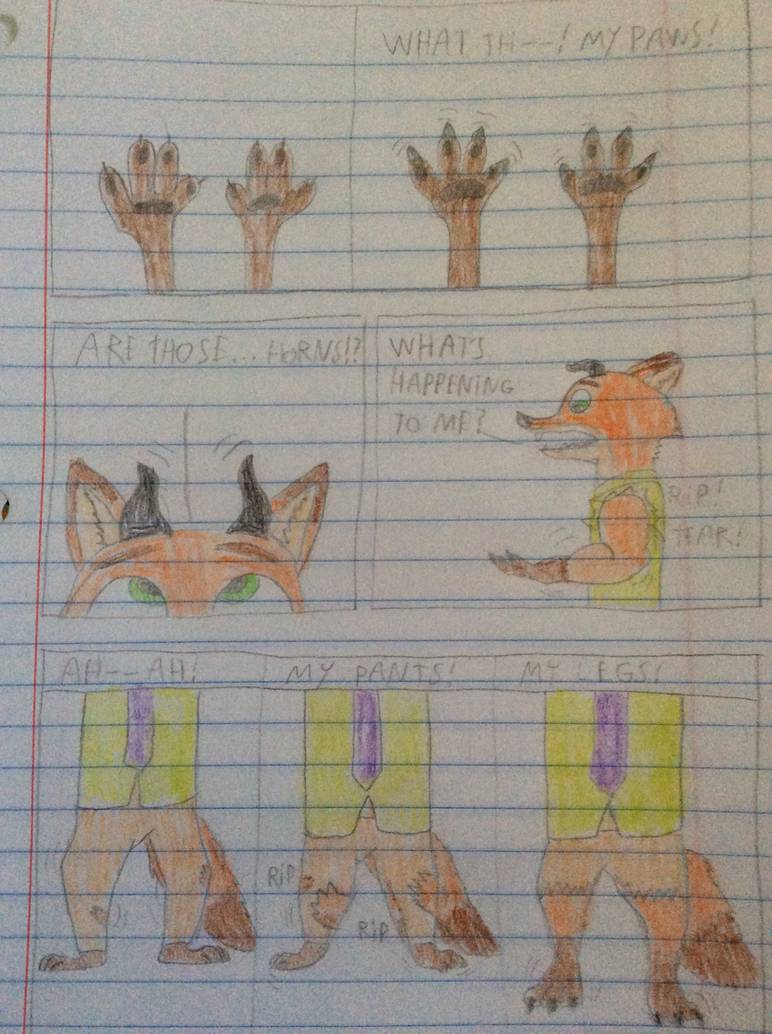 WHAT TH--! MY PAWS!
ARE THOSE... HORNS!?
WHAT'S
HAPPENING
TO ME?
RIP!
TEAR!
AH--AH!
MY PANTS!
RIP
RIP
MY LEGS!